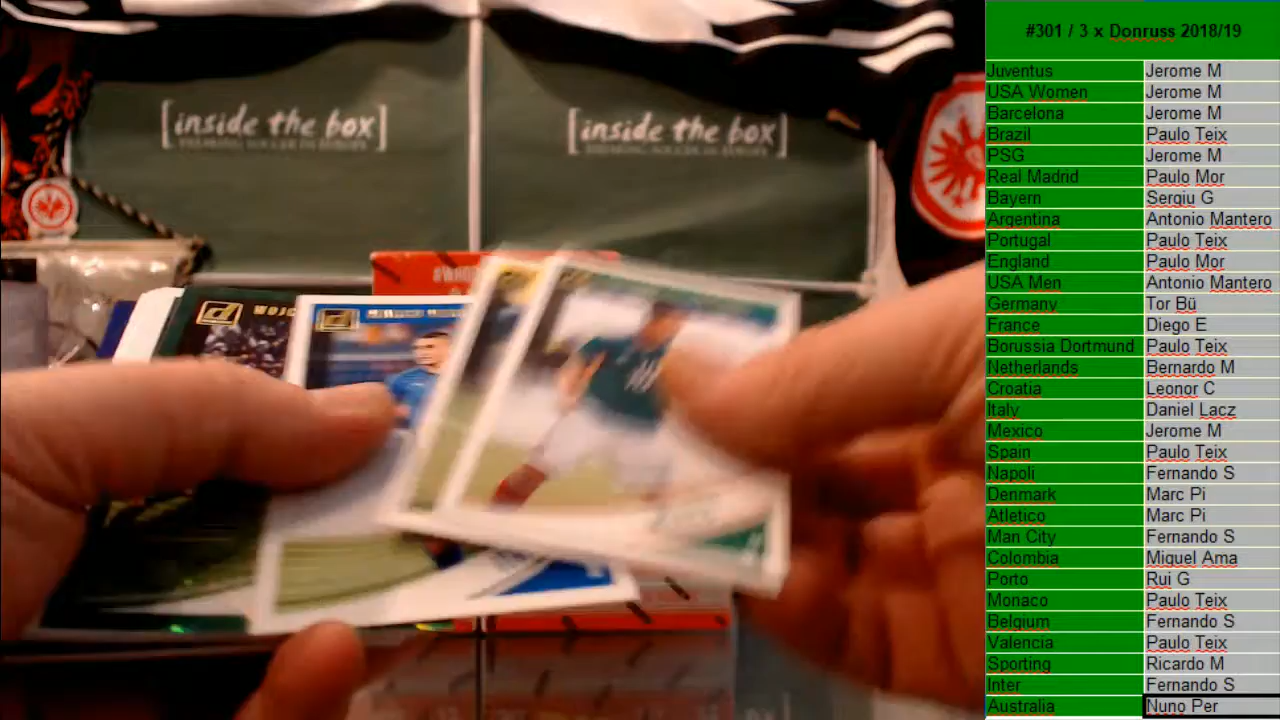 [inside the box]
[inside the box]
#301 / 3 x Donruss 2018/19
Juventus Jerome M
USA Women Jerome M
Barcelona Jerome M
Brazil Paulo Teix
PSG Jerome M
Real Madrid Paulo Mor
Bayern Sergiu G
Argentina Antonio Mantero
Portugal Paulo Teix
England Paulo Mor
USA Men Antonio Mantero
Germany Tor Bü
France Diego E
Borussia Dortmund Paulo Teix
Netherlands Bernardo M
Croatia Leonor C
Italy Daniel Lacz
Mexico Jerome M
Spain Paulo Teix
Napoli Fernando S
Denmark Marc Pi
Atletico Marc Pi
Man City Fernando S
Colombia Miguel Ama
Porto Rui G
Monaco Paulo Teix
Belgium Fernando S
Valencia Paulo Teix
Sporting Ricardo M
Inter Fernando S
Australia Nuno Per